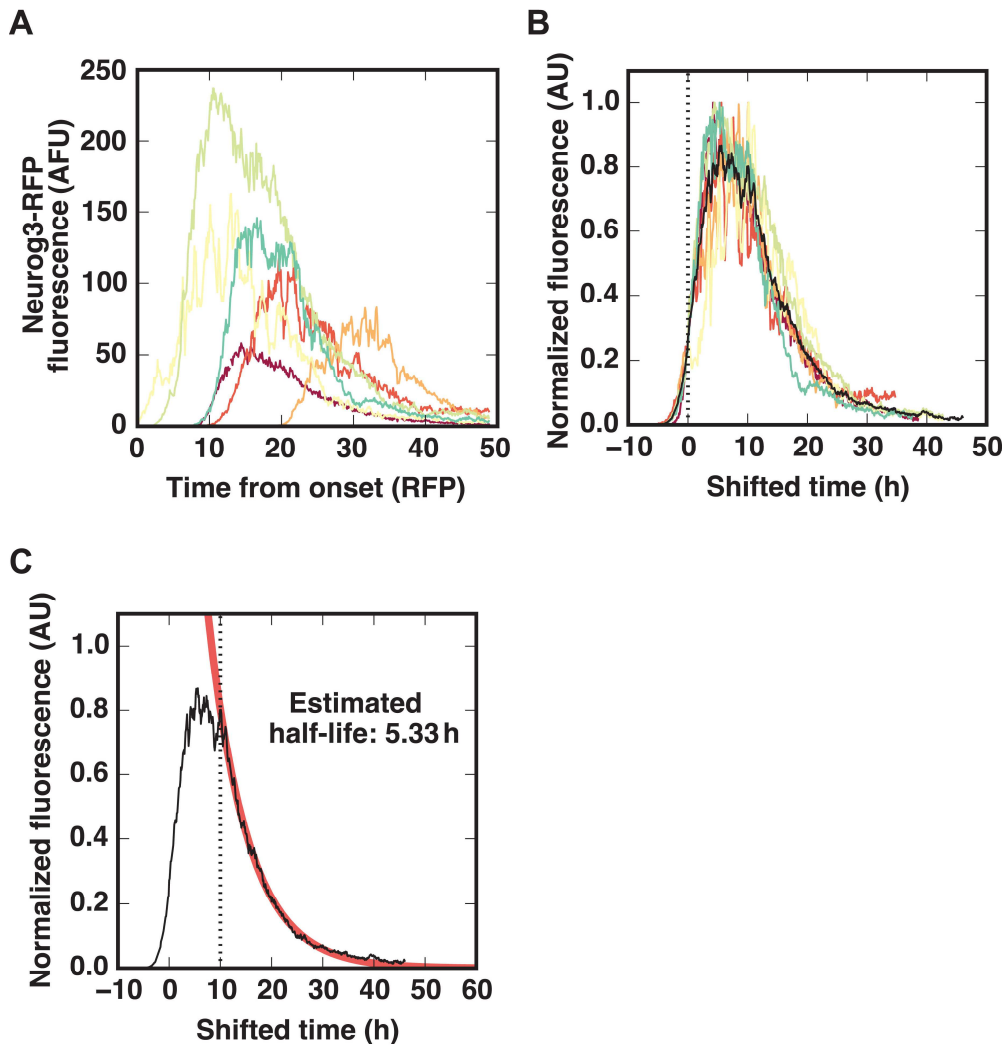 A
Neurog3-RFP
fluorescence (AFU)
250
200
150
100
50
0
0 10 20 30 40 50
Time from onset (RFP)
B
Normalized fluorescence (AU)
1.0
0.8
0.6
0.4
0.2
0.0
−10 0 10 20 30 40 50
Shifted time (h)
C
Normalized fluorescence (AU)
1.0
0.8
0.6
0.4
0.2
0.0
Estimated
half-life: 5.33 h
−10 0 10 20 30 40 50 60
Shifted time (h)